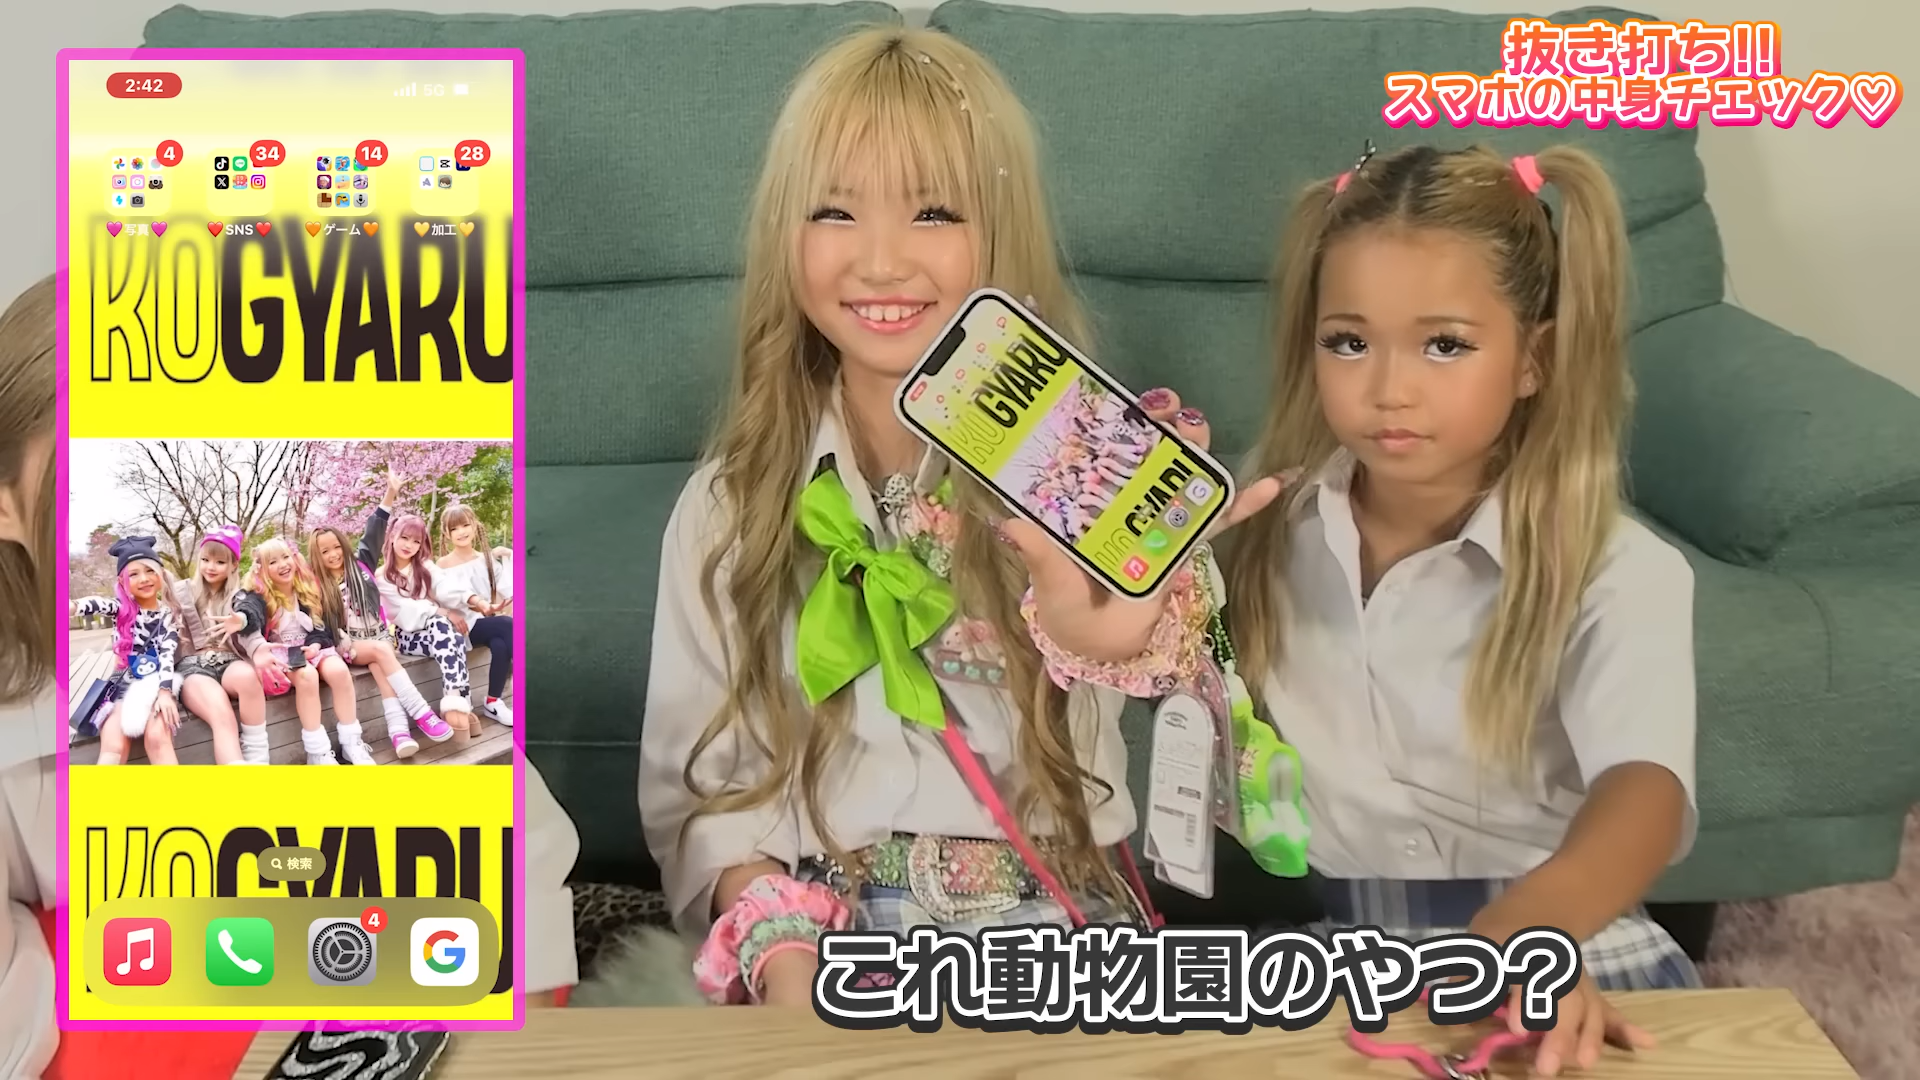 抜き打ち!!
スマホの中身チェック♡
2:42
5G
4
34
14
28
🩷写真🩷
❤️SNS❤️
🧡ゲーム🧡
💛加工💛
KOGYARU
KOGYARU
検索
4
KOGYARU
KOGYARU
これ動物園のやつ?